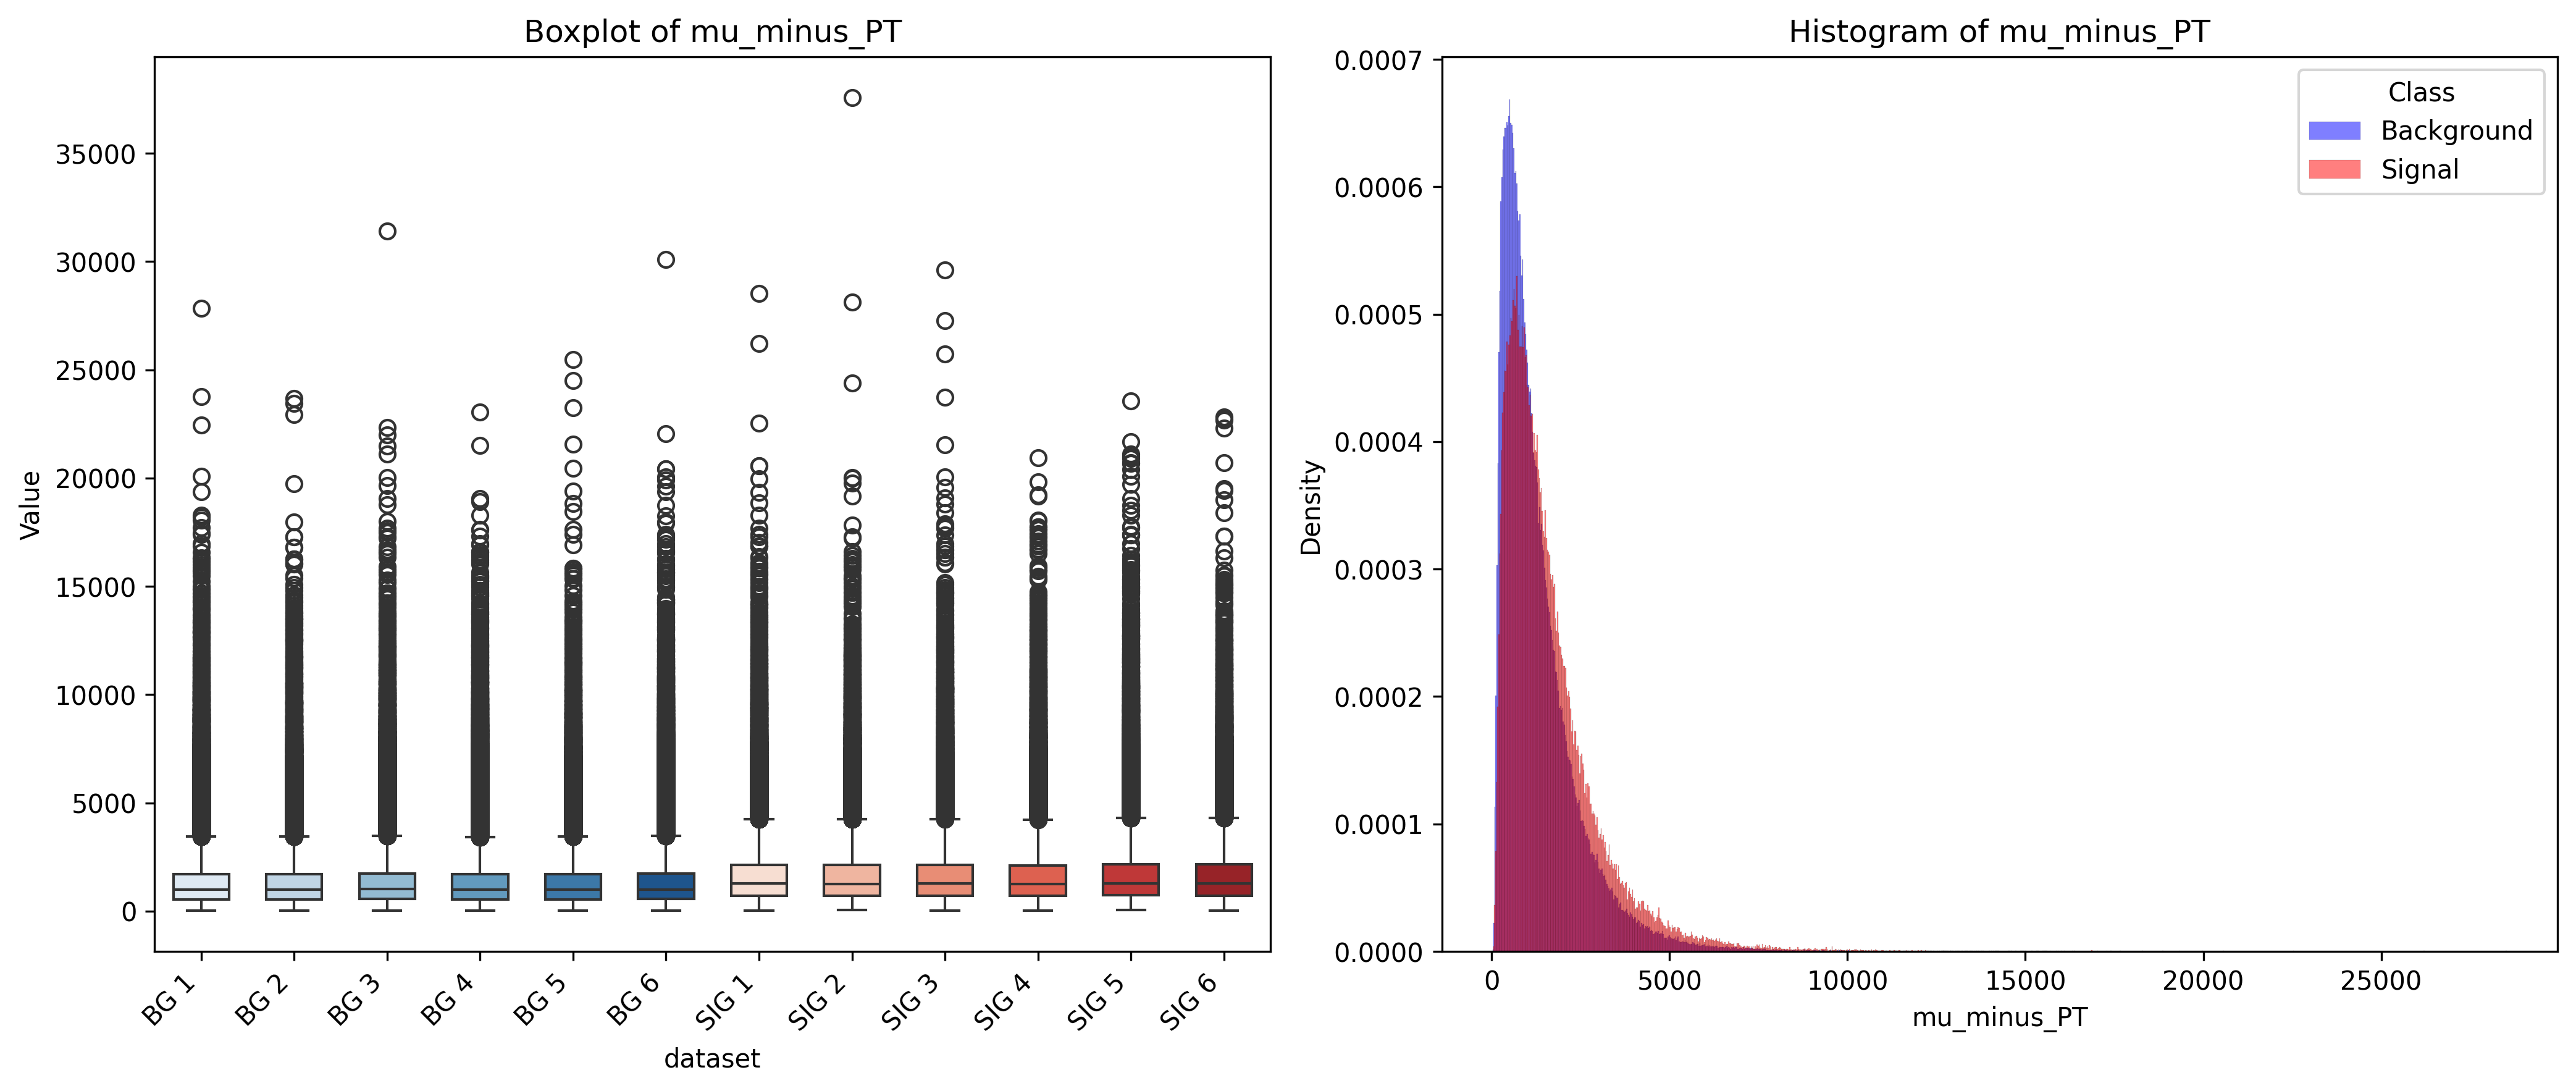 Boxplot of mu_minus_PT
Value
35000
30000
25000
20000
15000
10000
5000
0
BG 1
BG 2
BG 3
BG 4
BG 5
BG 6
SIG 1
SIG 2
SIG 3
SIG 4
SIG 5
SIG 6
dataset
Histogram of mu_minus_PT
Density
0.0007
0.0006
0.0005
0.0004
0.0003
0.0002
0.0001
0.0000
Class
Background
Signal
0
5000
10000
15000
20000
25000
mu_minus_PT